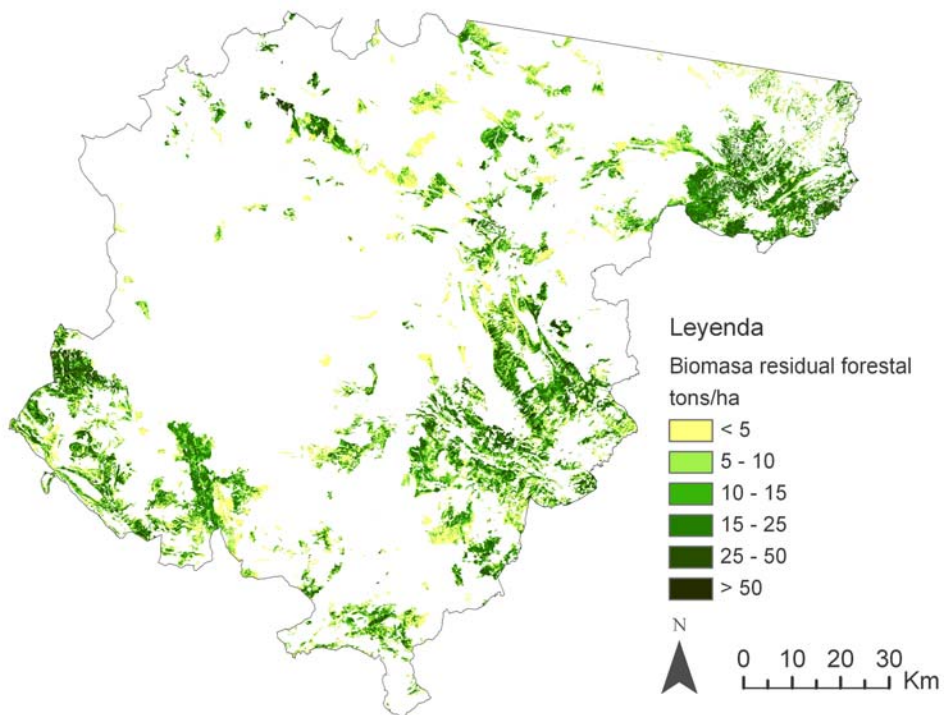 Leyenda
Biomasa residual forestal
tons/ha
< 5
5 - 10
10 - 15
15 - 25
25 - 50
> 50
N
0 10 20 30
Km